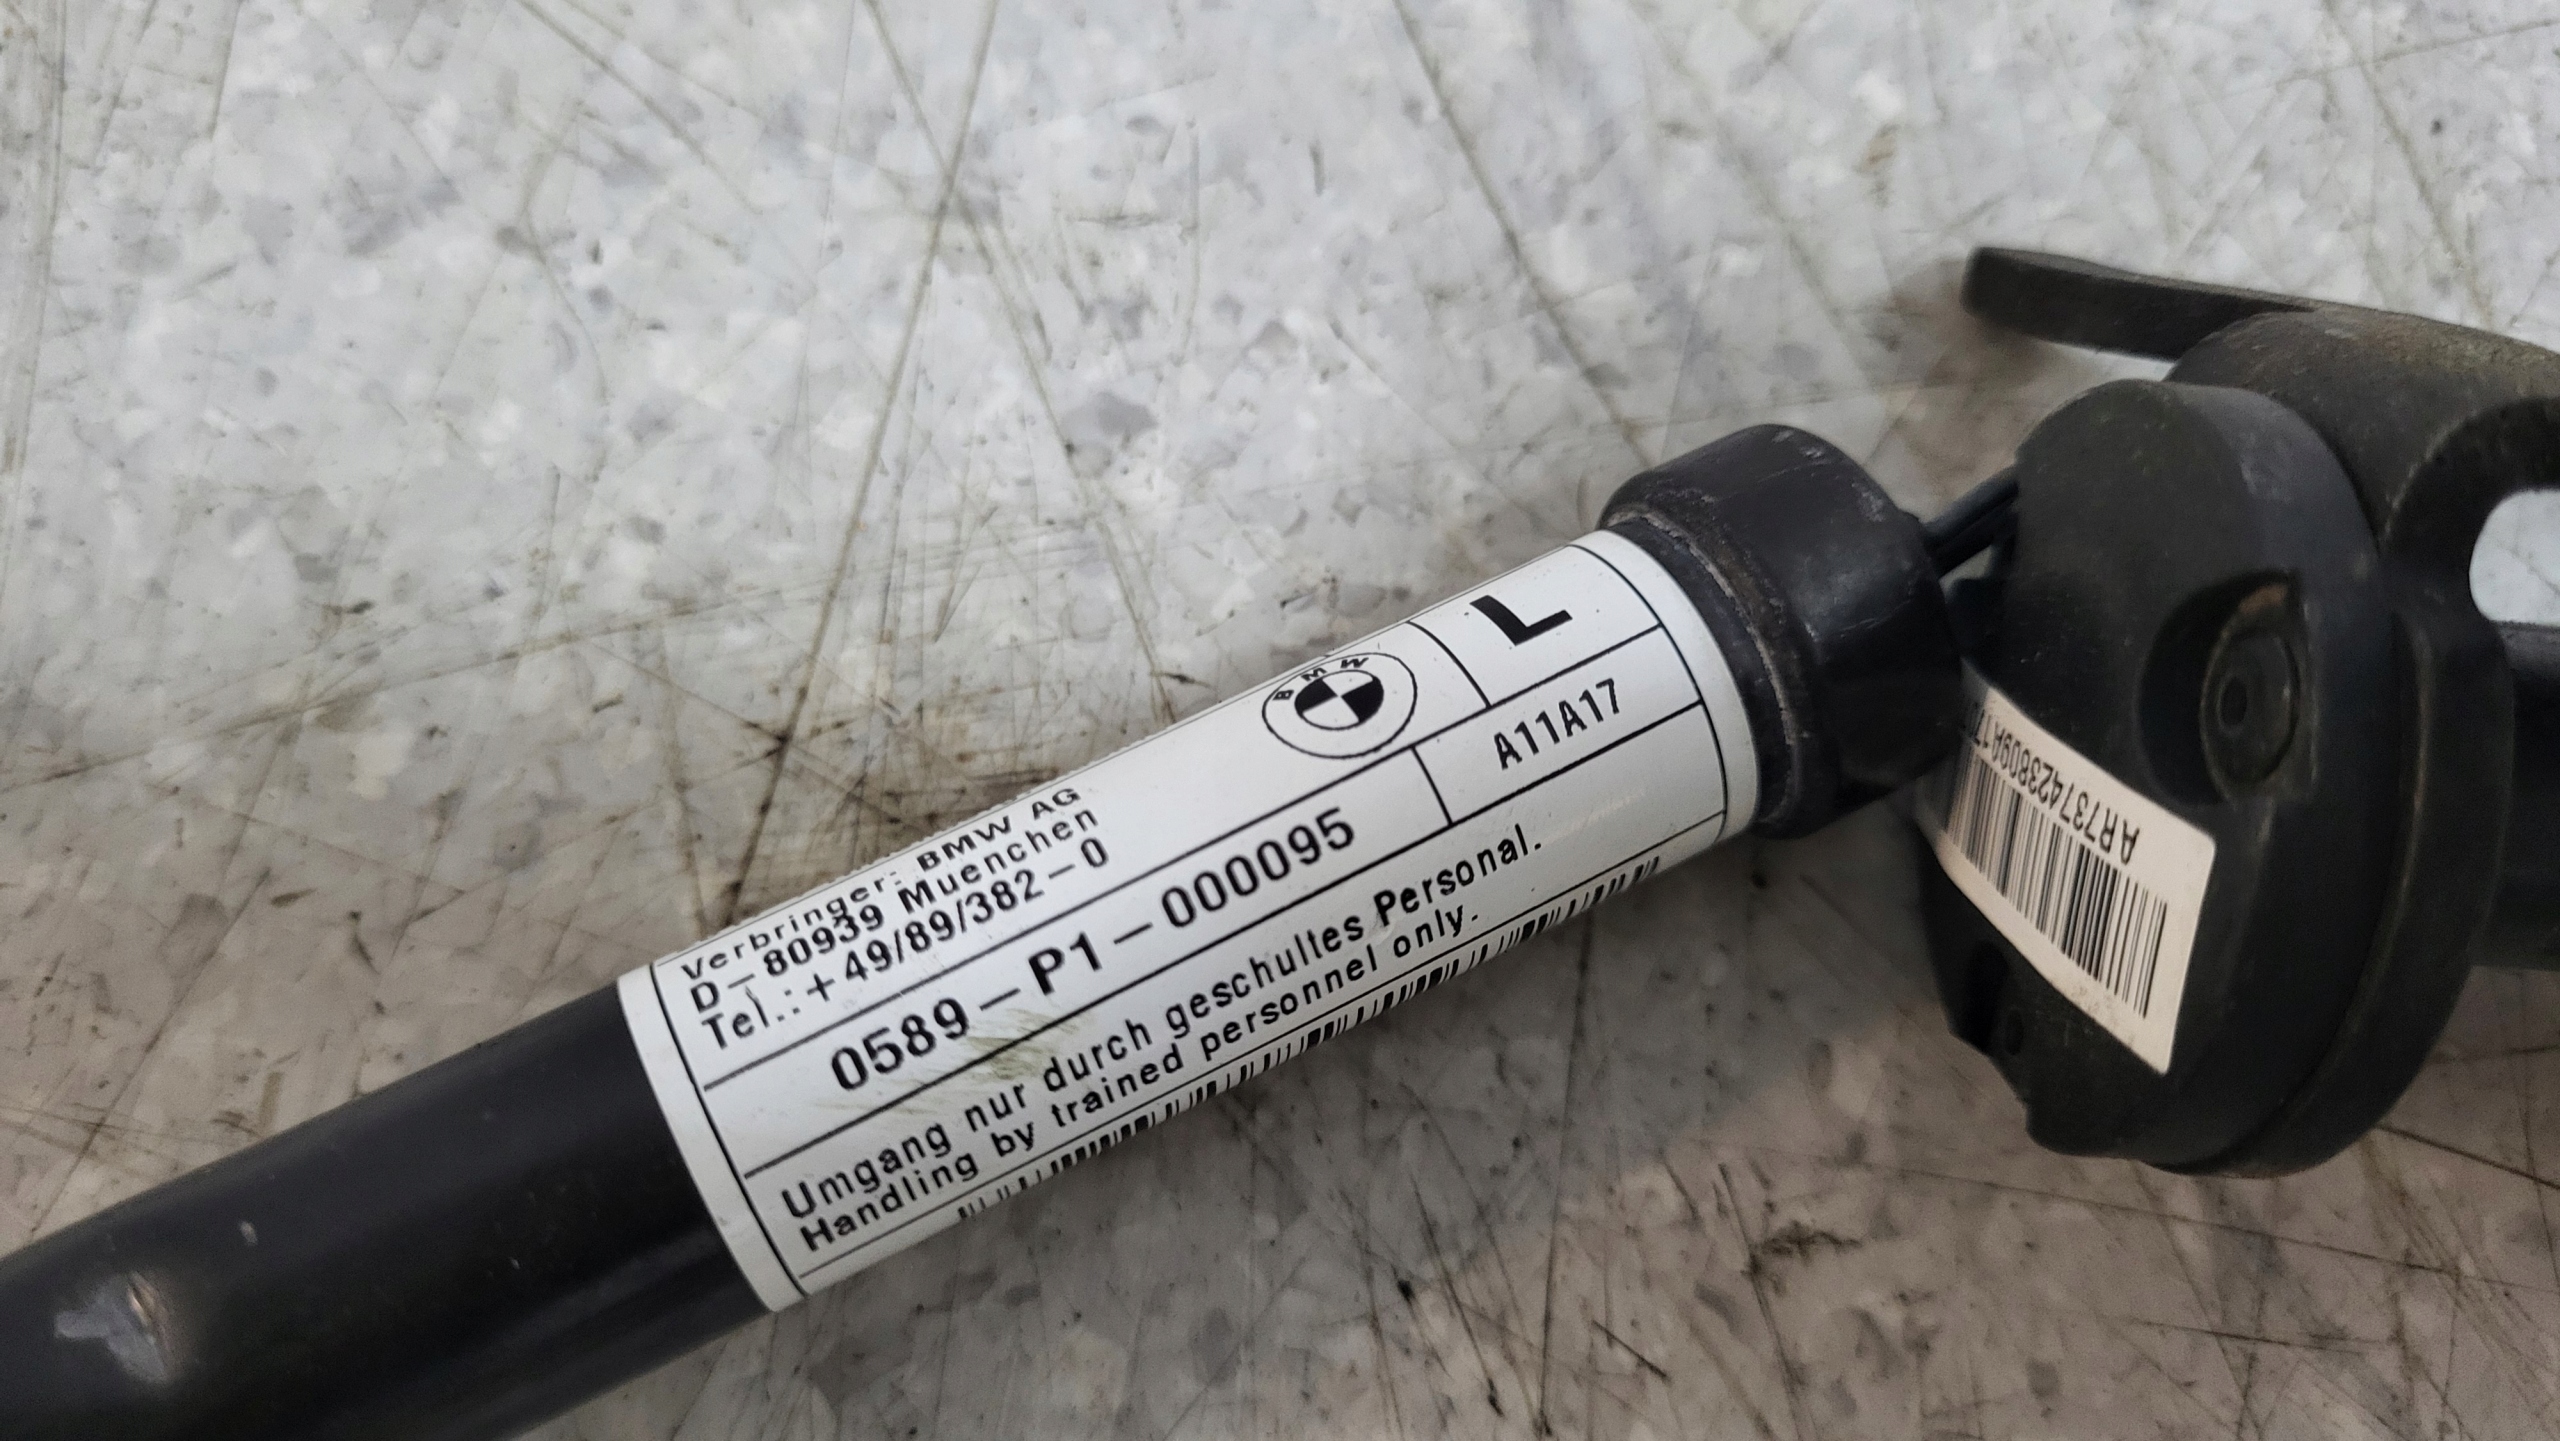 L
BMW
A11A17
Verbringer: BMW AG
D-80939 Muenchen
Tel.:+49/89/382-0
0589-P1-000095
Umgang nur durch geschultes Personal.
Handling by trained personnel only.